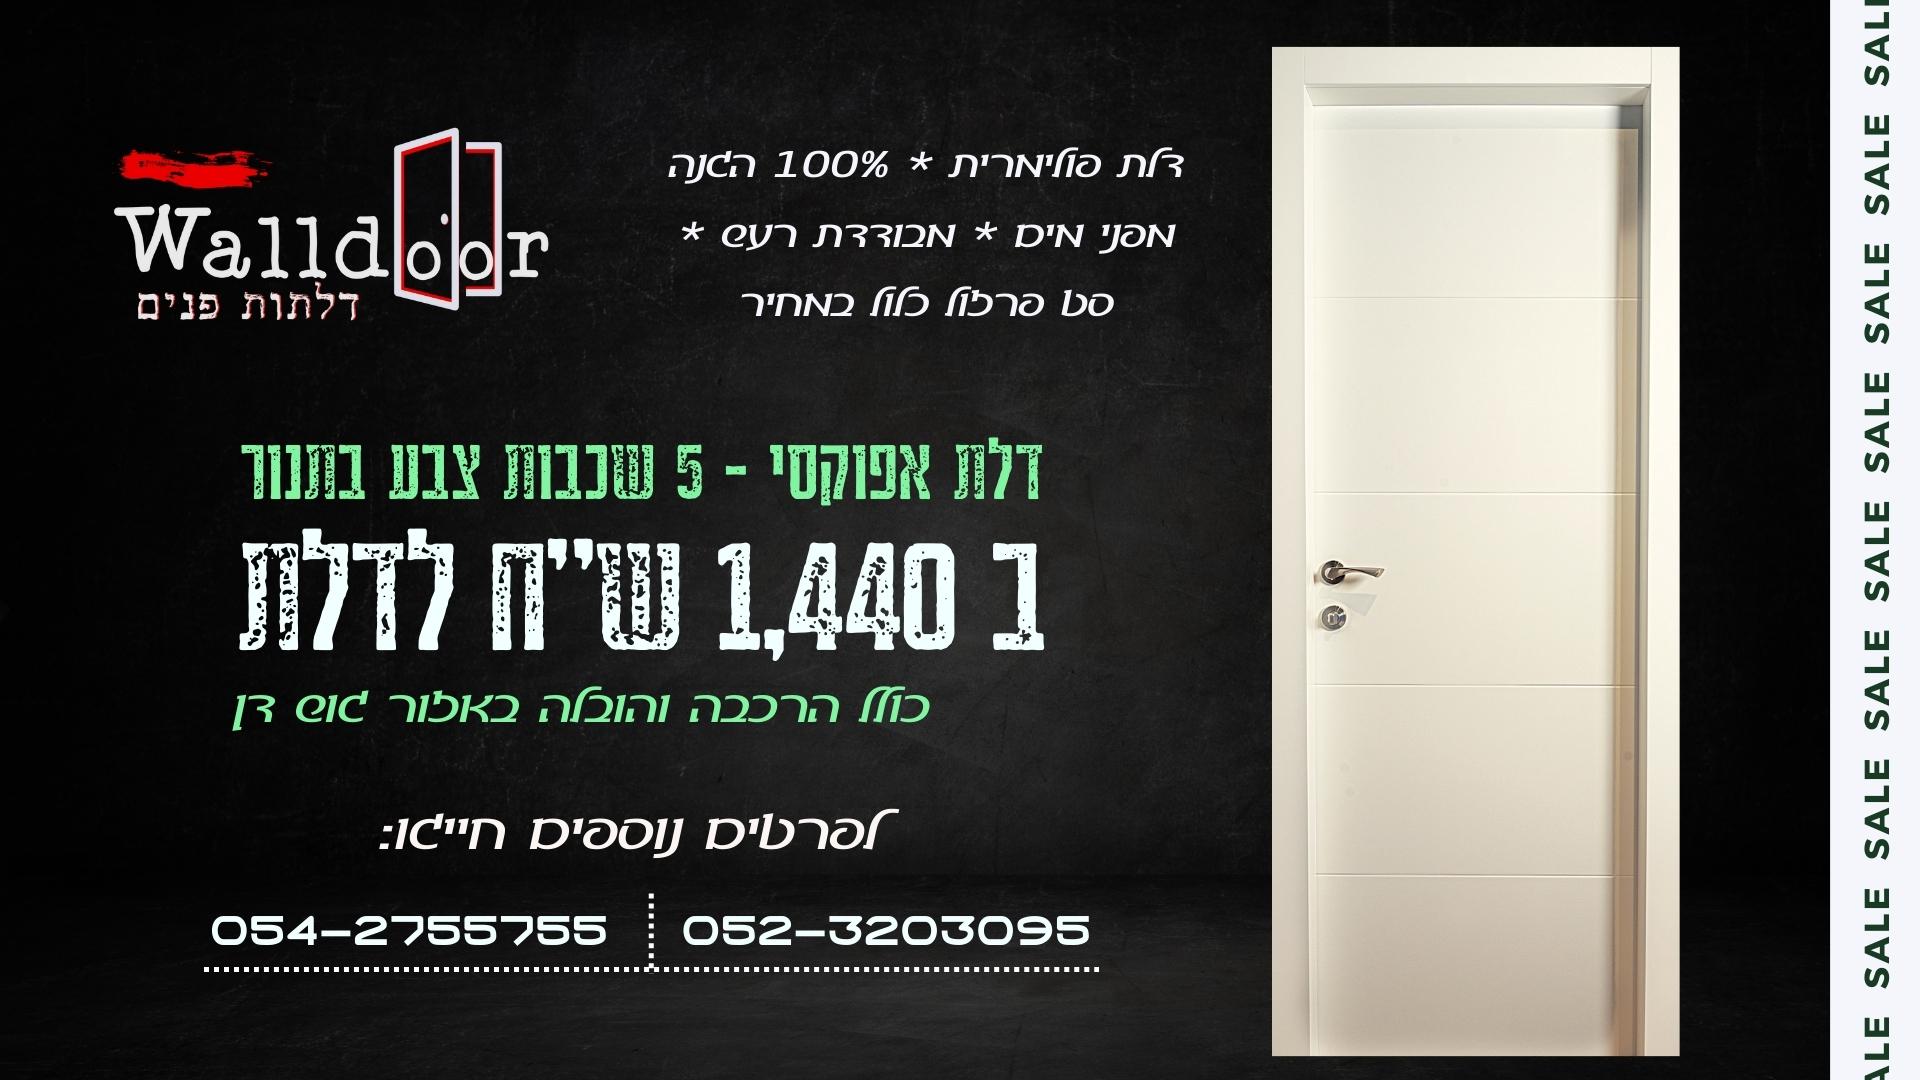 Walldoor
דלתות פנים
דלת פולימרית * 100% הגנה
מפני מים * מבודדת רעש *
סט פרזול כלול במחיר
דלת אפוקסי - 5 שכבות צבע בתנור
ב 1,440 ש"ח לדלת
כולל הרכבה והובלה באזור גוש דן
לפרטים נוספים חייגו:
054-2755755
052-3203095
SALE SALE SALE SALE SALE SALE SALE SALE SALE